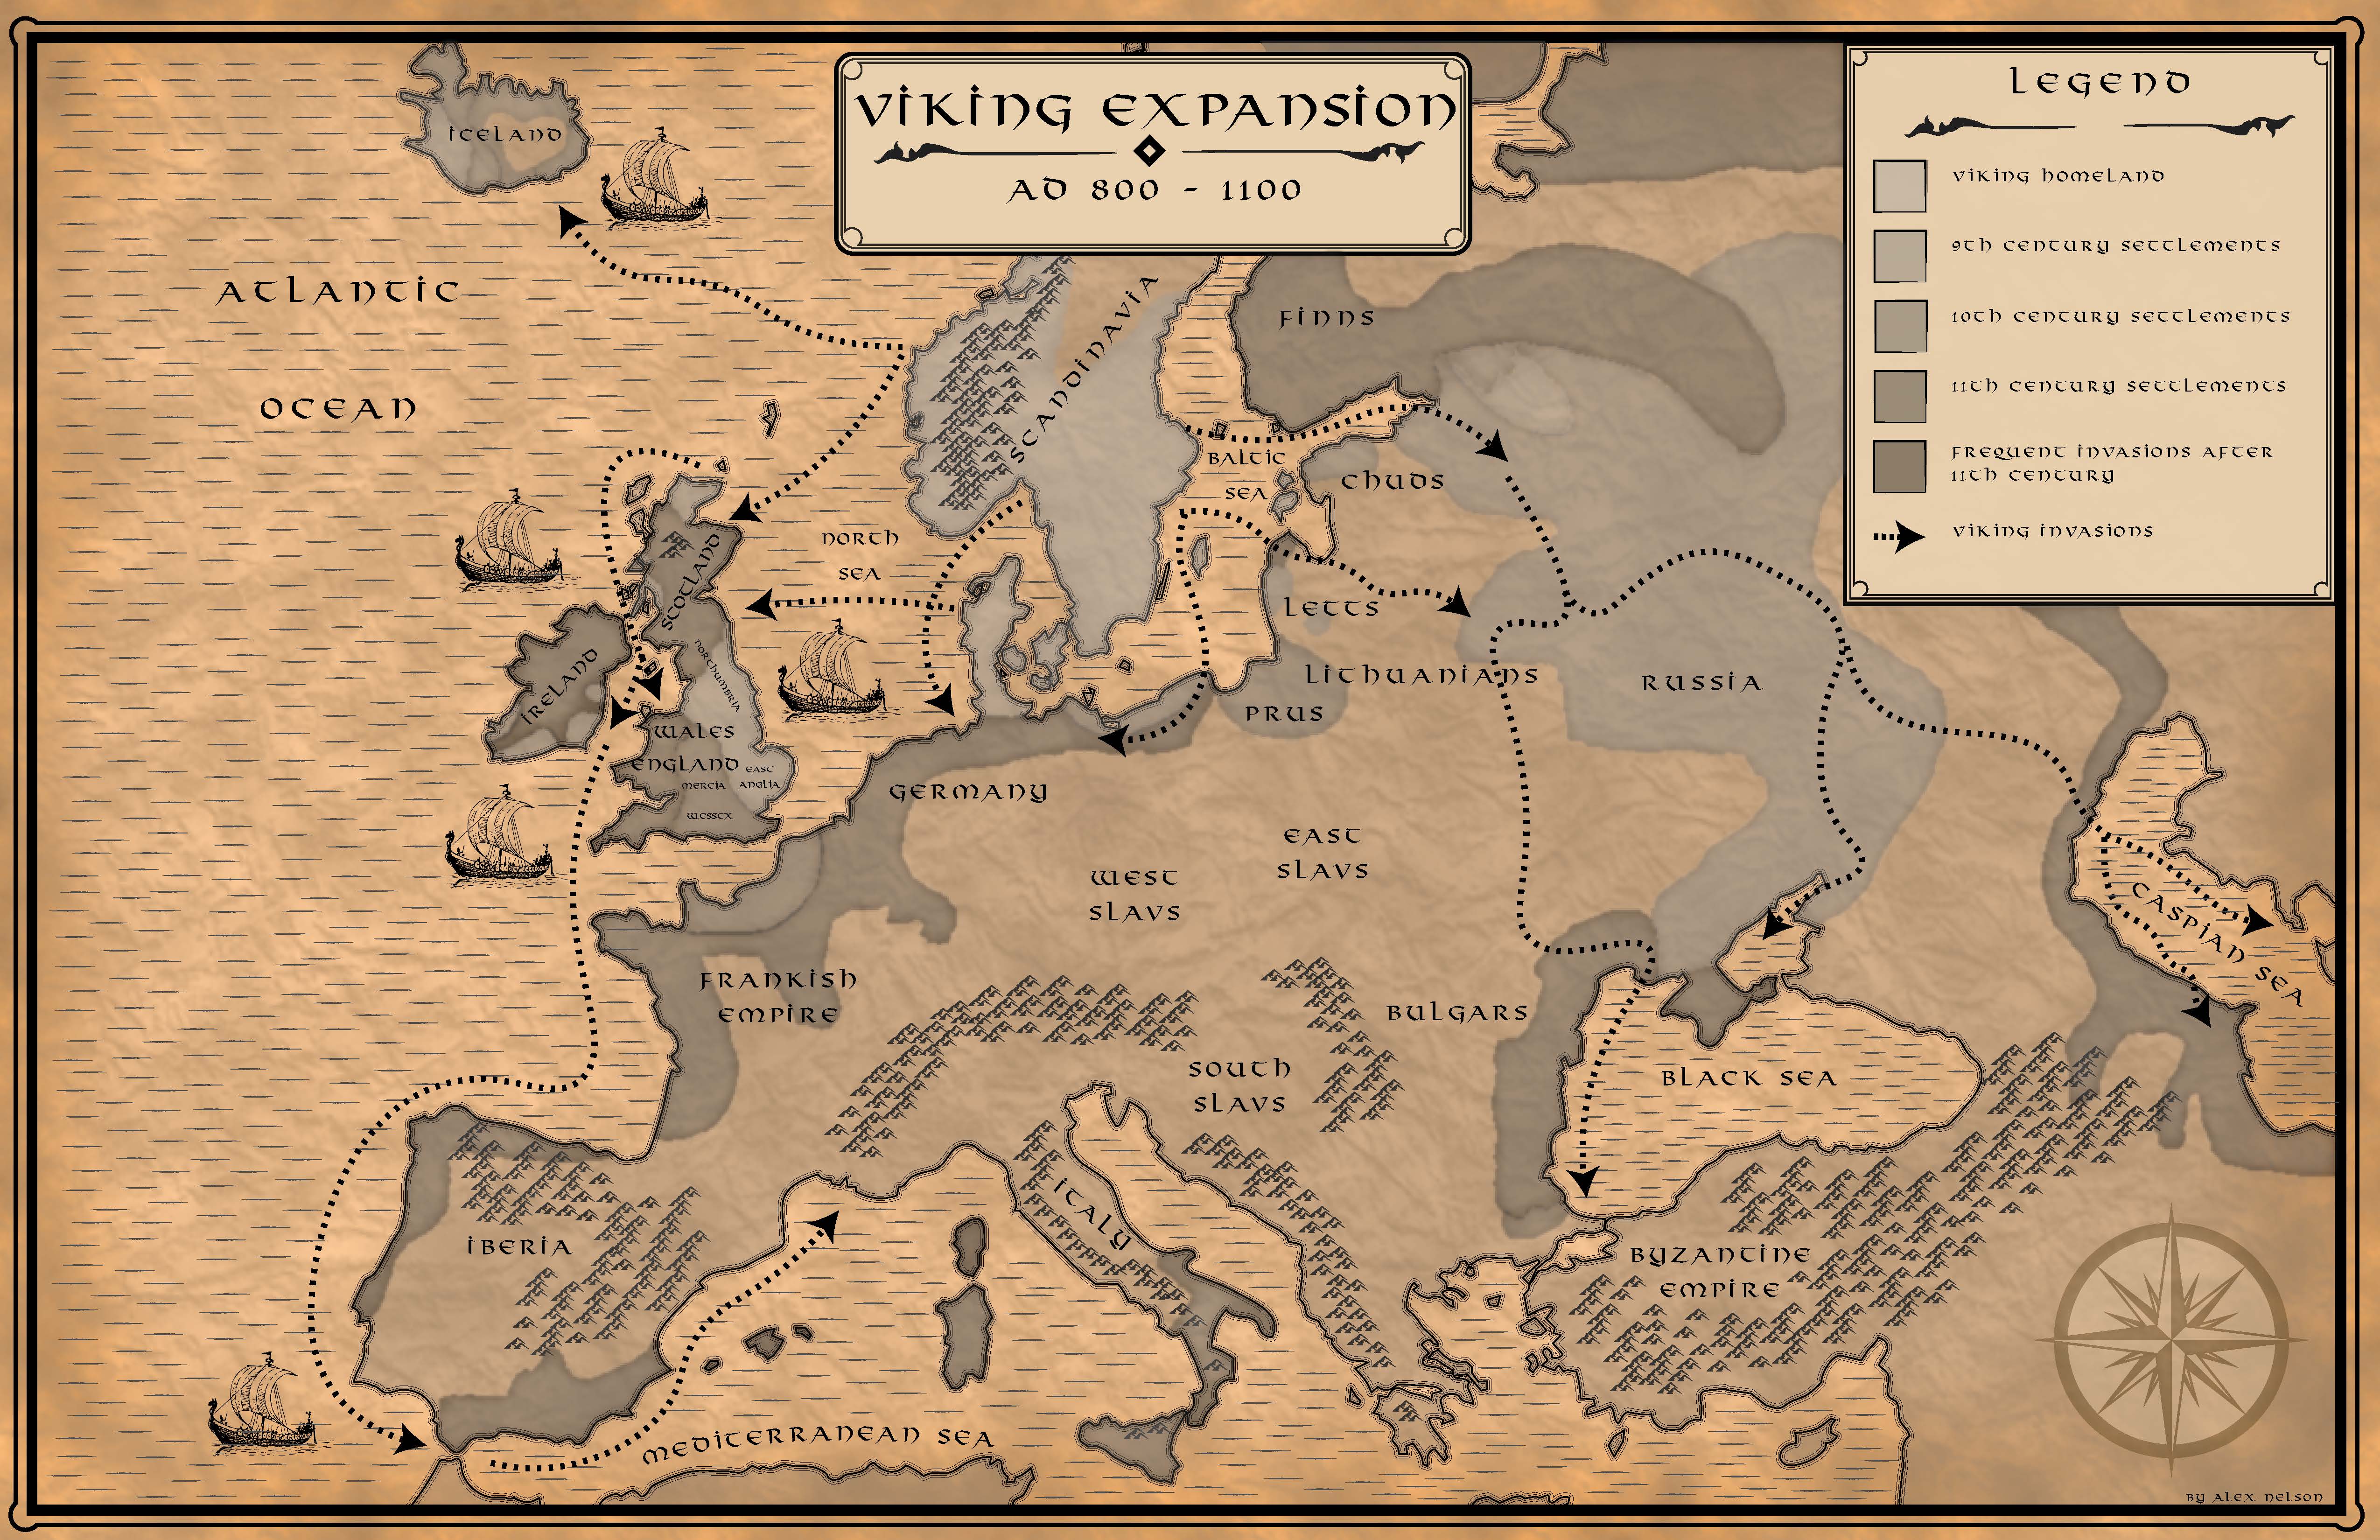 VIKING EXPANSION
AD 800 - 1100
LEGEND
VIKING HOMELAND
9TH CENTURY SETTLEMENTS
10TH CENTURY SETTLEMENTS
11TH CENTURY SETTLEMENTS
FREQUENT INVASIONS AFTER
11TH CENTURY
VIKING INVASIONS
ICELAND
ATLANTIC
OCEAN
SCANDINAVIA
FINNS
BALTIC
SEA
CHUDS
NORTH
SEA
SCOTLAND
LETTS
NORTHUMBRIA
IRELAND
LITHUANIANS
RUSSIA
PRUS
WALES
ENGLAND
EAST
ANGLIA
MERCIA
WESSEX
GERMANY
EAST
SLAVS
WEST
SLAVS
CASPIAN SEA
FRANKISH
EMPIRE
BULGARS
SOUTH
SLAVS
BLACK SEA
ITALY
IBERIA
BYZANTINE
EMPIRE
MEDITERRANEAN SEA
BY ALEX NELSON